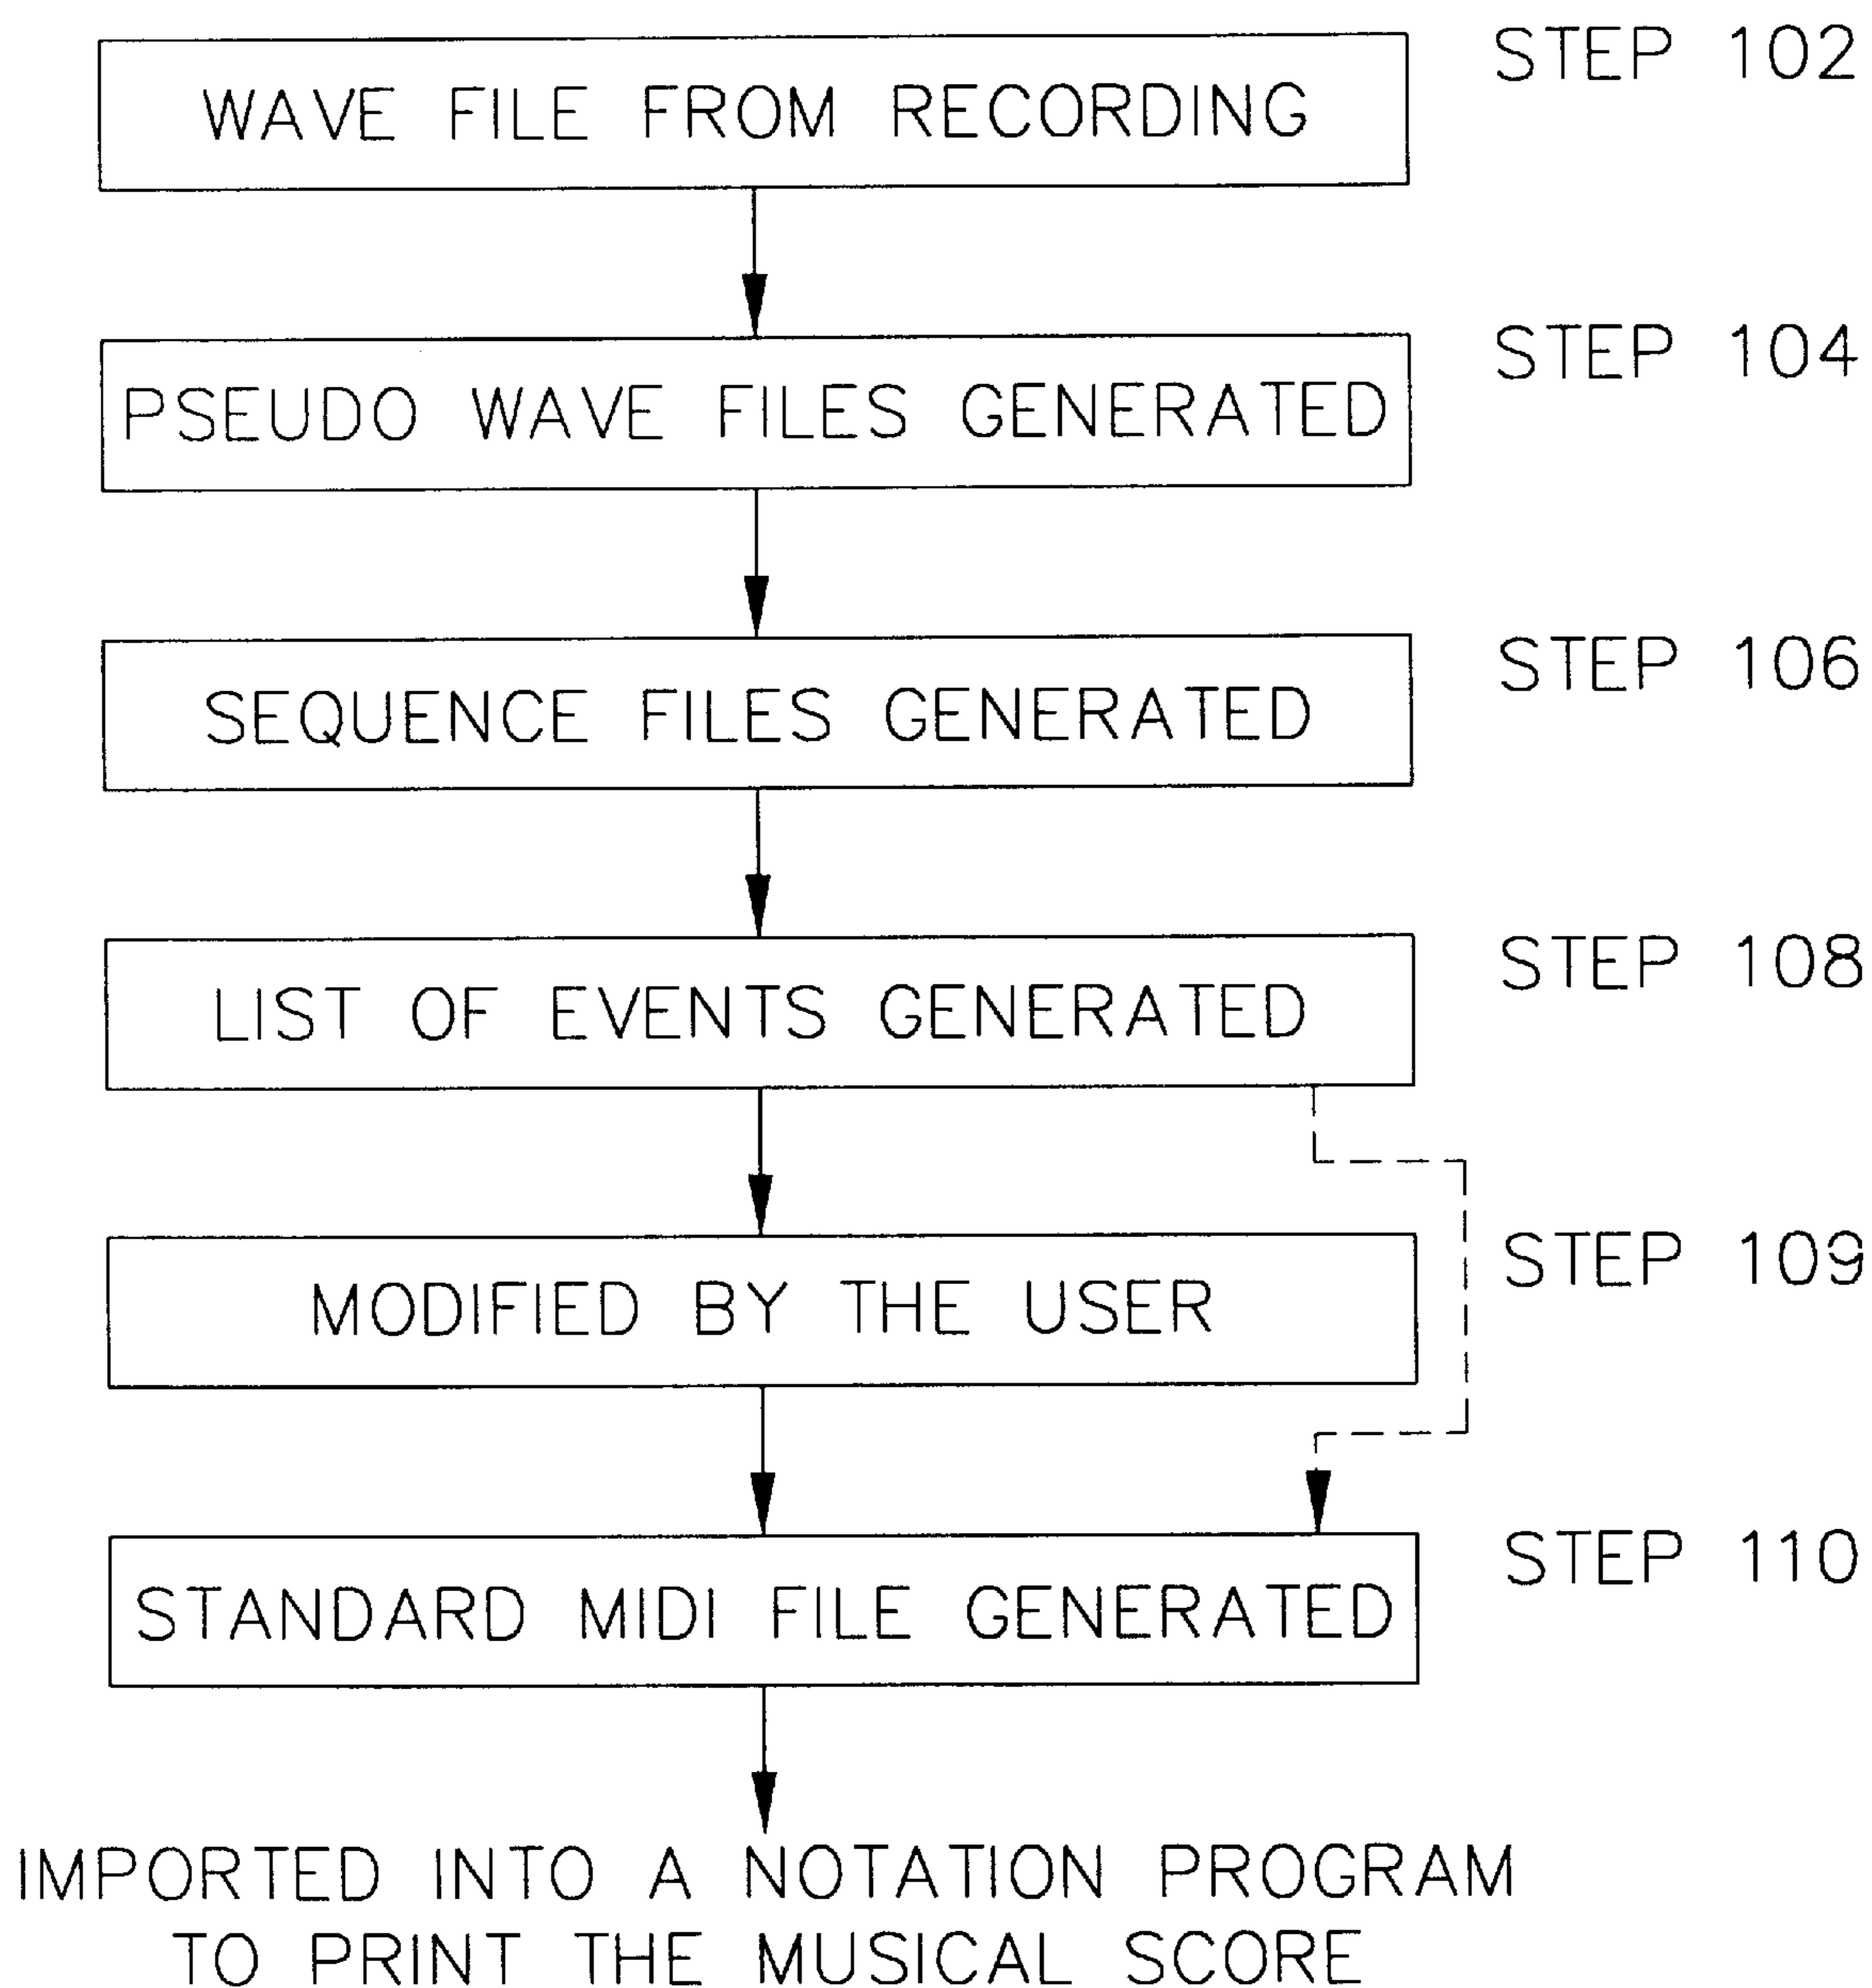 WAVE FILE FROM RECORDING
STEP 102
PSEUDO WAVE FILES GENERATED
STEP 104
SEQUENCE FILES GENERATED
STEP 106
LIST OF EVENTS GENERATED
STEP 108
MODIFIED BY THE USER
STEP 109
STANDARD MIDI FILE GENERATED
STEP 110
IMPORTED INTO A NOTATION PROGRAM
TO PRINT THE MUSICAL SCORE